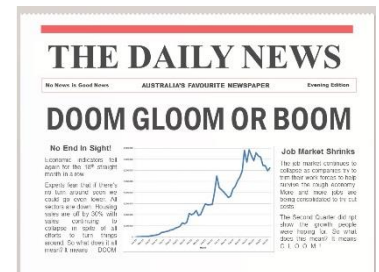 THE DAILY NEWS
No News is Good News
AUSTRALIA'S FAVOURITE NEWSPAPER
Evening Edition
DOOM GLOOM OR BOOM
No End In Sight!
Economic indicators fell
again for the 10th straight
month in a row.
Experts fear that if there's
no turn around soon we
could go even lower. All
sectors are down. Housing
sales are off by 30% with
sales continuing to
collapse in spite of all
efforts to turn things
around. So what does it all
mean? It means DOOM
Job Market Shrinks
The job market continues to
collapse as companies try to
trim their work forces to help
survive the rough economy.
More and more jobs are
being consolidated to cut
costs.
The Second Quarter did not
show the growth people
were hoping for. So what
does this mean? It means
G L O O M !